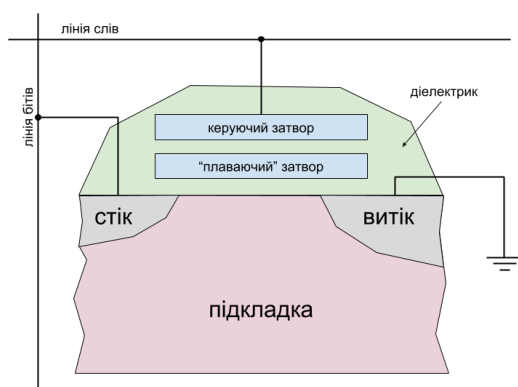 лінія слів
лінія бітів
діелектрик
керуючий затвор
“плаваючий” затвор
стік
витік
підкладка